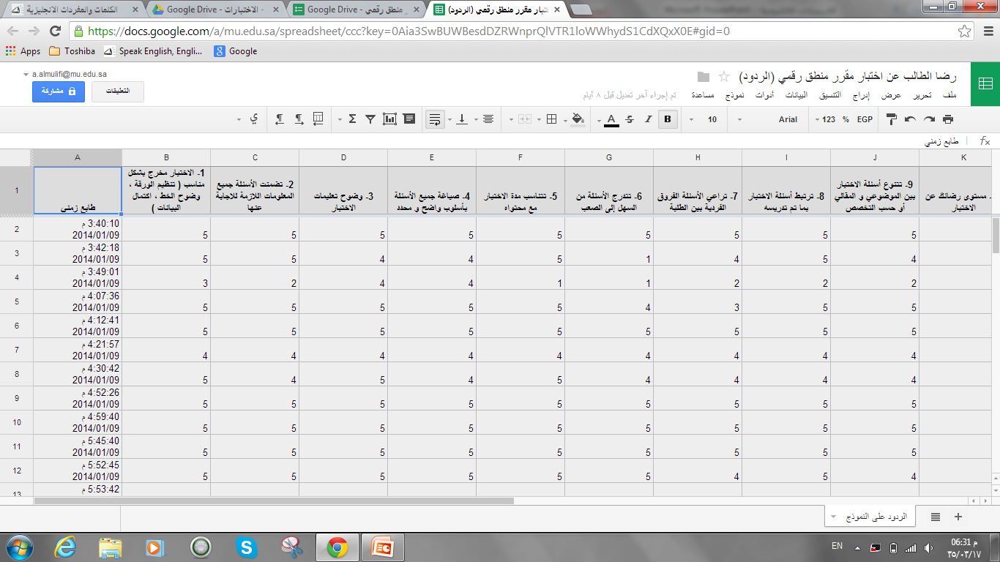 الكلمات والمفردات الانجليزية
Google Drive - الاختبارات -
Google Drive - ر منطق رقمي
ختبار مقرر منطق رقمي (الردود)
https://docs.google.com/a/mu.edu.sa/spreadsheet/ccc?key=0Aia3SwBUWBesdDZRWnprQlVTR1loWWhydS1CdXQxX0E#gid=0
Apps Toshiba Speak English, Engli... Google
a.almulifi@mu.edu.sa
رضا الطالب عن اختبار مقرر منطق رقمي (الردود)
مشاركة
التعليقات
ملف تحرير عرض إدراج التنسيق البيانات أدوات نموذج مساعدة تم إجراء آخر تعديل قبل ٨ أيام
10 Arial 123 % EGP
طابع زمني
A B C D E F G H I J K
1
طابع زمني
1- الاختبار مخرج بشكل
مناسب ( تنظيم الورقة ،
وضوح الخط ، اكتمال
البيانات )
2- تضمنت الأسئلة جميع
المعلومات اللازمة للاجابة
عنها
3- وضوح تعليمات
الاختبار
4- صياغة جميع الأسئلة
بأسلوب واضح و محدد
5- تتناسب مدة الاختبار
مع محتواه
6- تتدرج الأسئلة من
السهل إلى الصعب
7- تراعي الأسئلة الفروق
الفردية بين الطلبة
8- ترتبط أسئلة الاختبار
بما تم تدريسه
9- تتنوع أسئلة الاختبار
بين الموضوعي و المقالي
أو حسب التخصص
- مستوى رضائك عن
الاختبار
2 3:40:10 م
2014/01/09 5 5 5 5 5 5 5 5 5
3 3:42:18 م
2014/01/09 5 5 4 4 5 1 4 5 4
4 3:49:01 م
2014/01/09 3 2 4 4 1 1 2 2 2
5 4:07:36 م
2014/01/09 5 5 5 5 5 4 3 5 5
6 4:12:41 م
2014/01/09 5 5 5 5 5 5 5 5 5
7 4:21:57 م
2014/01/09 4 4 4 4 4 4 4 4 4
8 4:30:42 م
2014/01/09 5 4 5 4 5 4 4 4 4
9 4:52:26 م
2014/01/09 5 5 5 5 5 5 5 5 5
10 4:59:40 م
2014/01/09 5 5 5 5 5 5 5 5 5
11 5:45:40 م
2014/01/09 5 5 5 5 5 5 5 5 5
12 5:52:45 م
2014/01/09 5 5 5 5 5 5 4 5 4
13 5:53:42 م
الردود على النموذج
EN
06:31 م
٣٥/٠٣/١٧